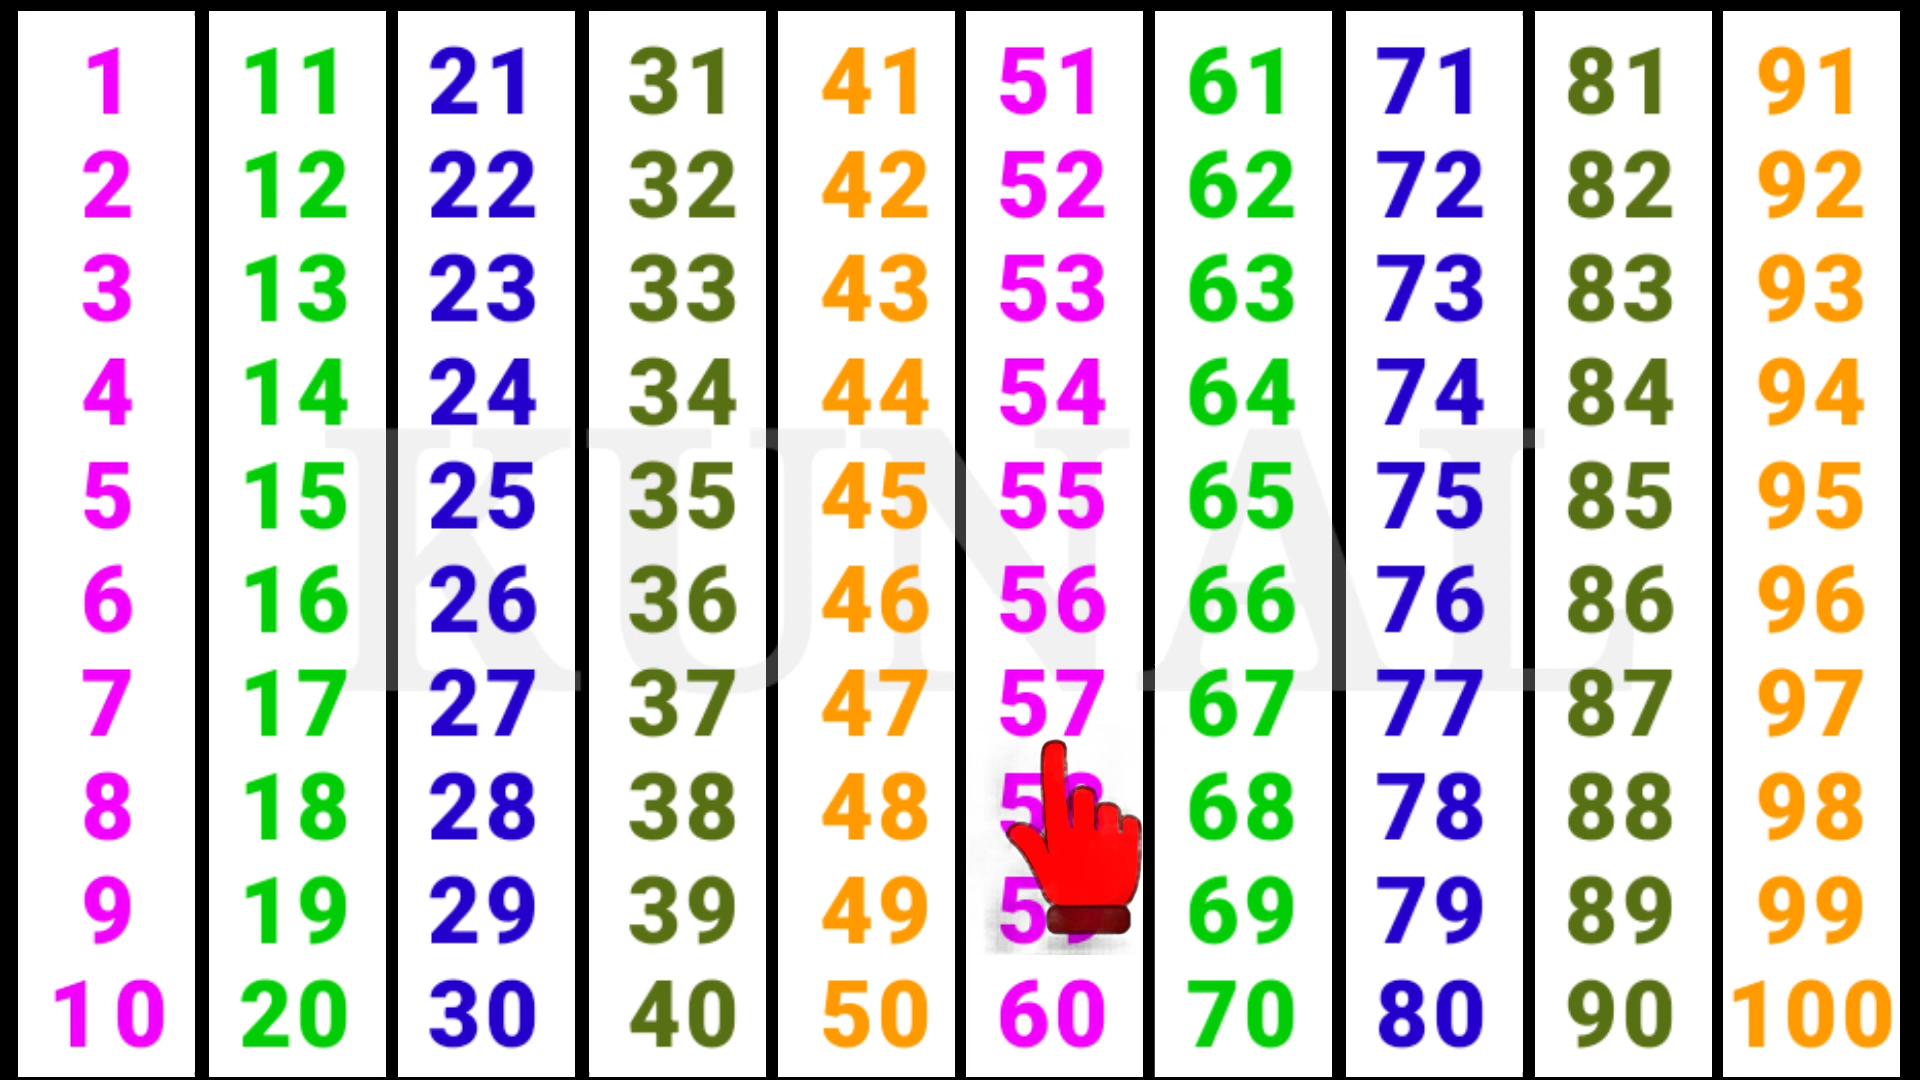 1 11 21 31 41 51 61 71 81 91
2 12 22 32 42 52 62 72 82 92
3 13 23 33 43 53 63 73 83 93
4 14 24 34 44 54 64 74 84 94
KUNAL
5 15 25 35 45 55 65 75 85 95
6 16 26 36 46 56 66 76 86 96
7 17 27 37 47 57 67 77 87 97
8 18 28 38 48 58 68 78 88 98
9 19 29 39 49 59 69 79 89 99
10 20 30 40 50 60 70 80 90 100